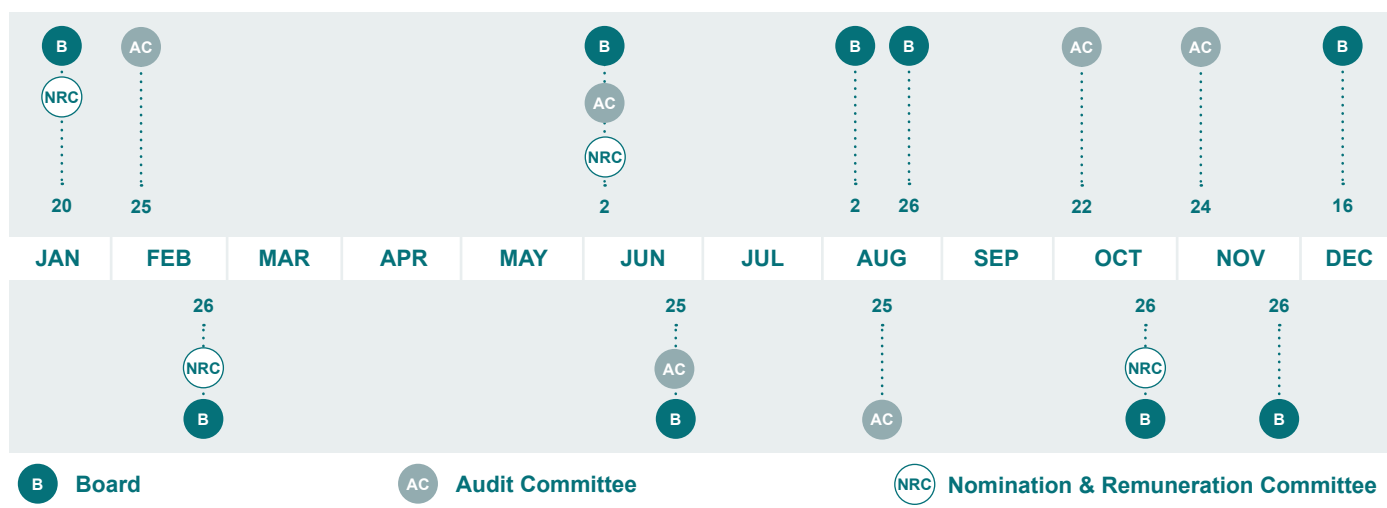 B AC B B B AC AC B
NRC AC
NRC
20 25 2 2 26 22 24 16
JAN FEB MAR APR MAY JUN JUL AUG SEP OCT NOV DEC
26 25 25 26 26
NRC AC NRC
B B AC B B
B Board AC Audit Committee NRC Nomination & Remuneration Committee